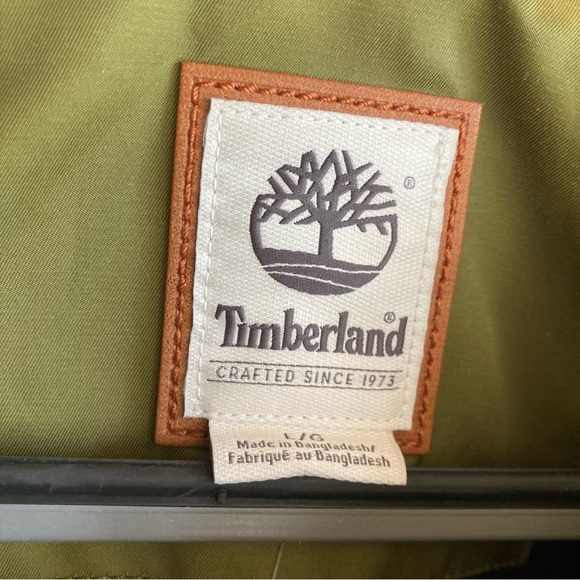 ®
Timberland®
CRAFTED SINCE 1973
L/G
Made in Bangladesh/
Fabriqué au Bangladesh